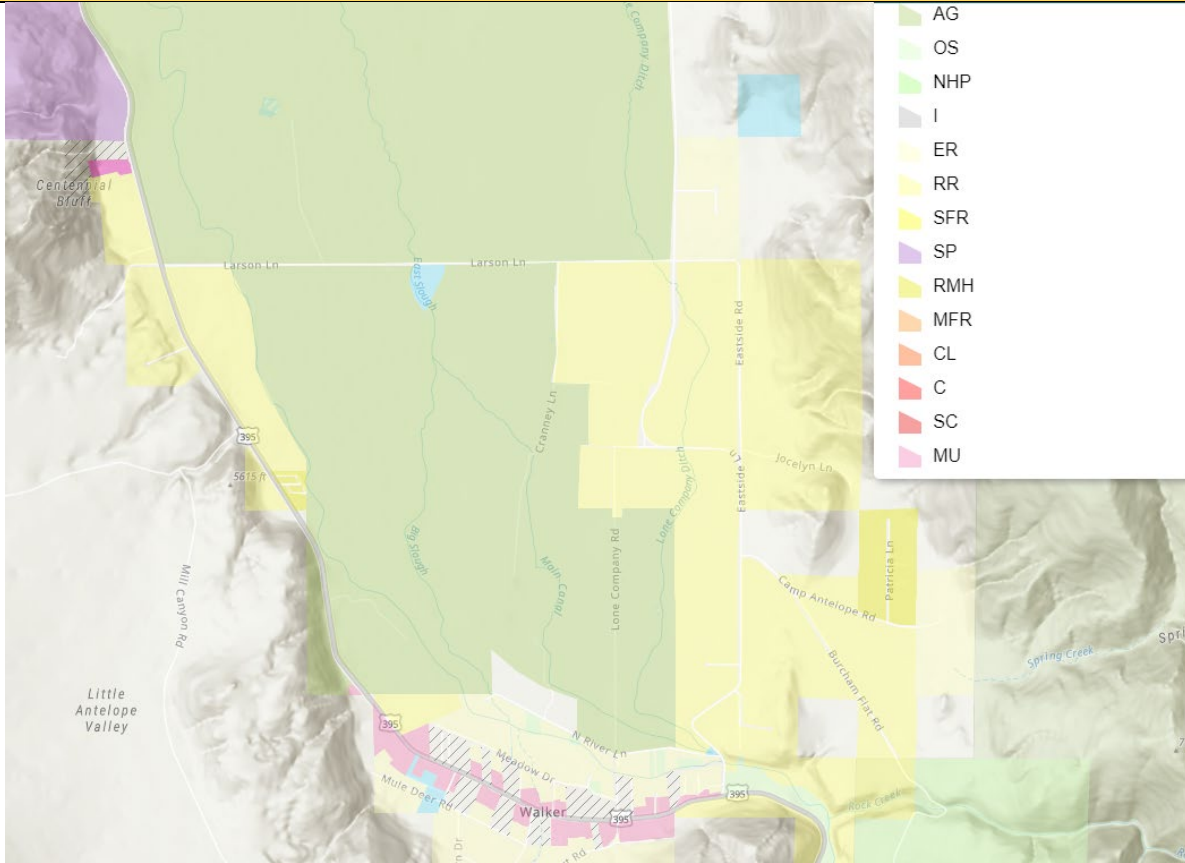 AG
OS
NHP
I
ER
RR
SFR
SP
RMH
MFR
CL
C
SC
MU
Company Ditch
Centennial
Bluff
Larson Ln
Larson Ln
East Slough
Eastside Rd
Cranney Ln
395
5615 ft
Jocelyn Ln
Eastside Ln
Lone Company Ditch
Big Slough
Main Canal
Lone Company Rd
Patricia Ln
Mill Canyon Rd
Camp Antelope Rd
Burcham Flat Rd
Spring Creek
Spri
Little
Antelope
Valley
395
N River Ln
Meadow Dr
Mule Deer Rd
395
Rock Creek
Walker
395
n Dr
t Rd